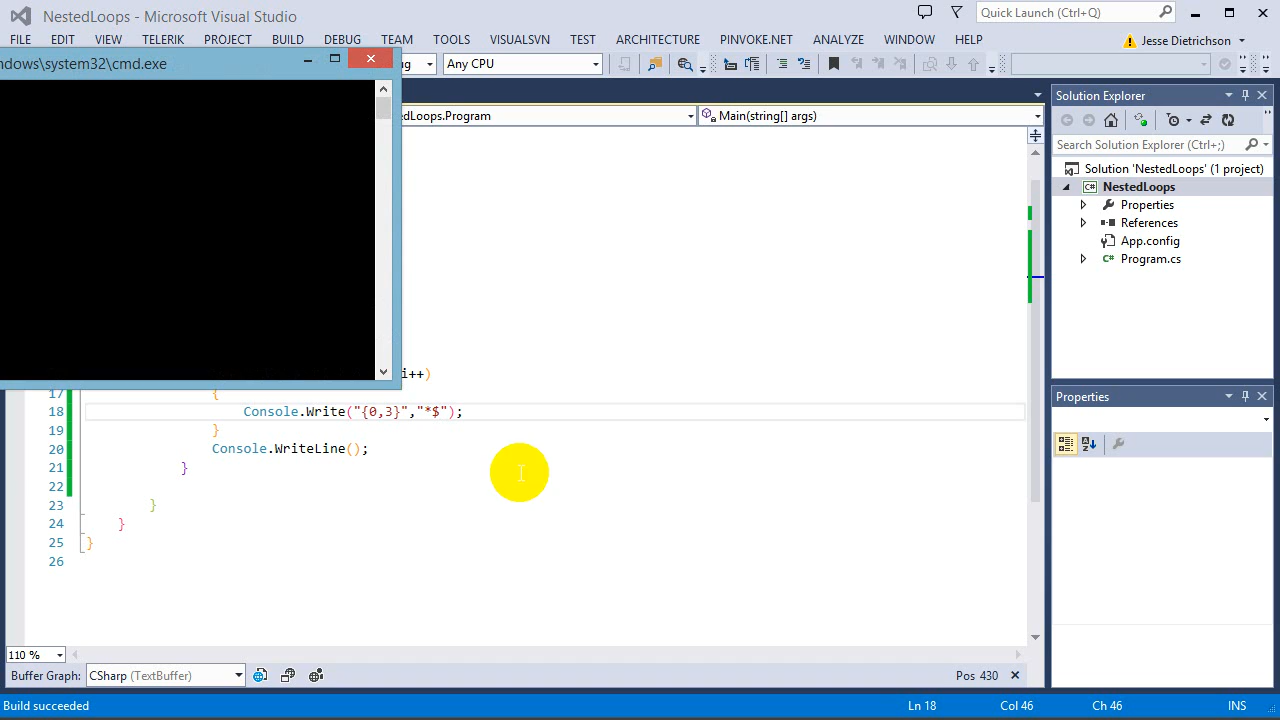 NestedLoops - Microsoft Visual Studio
Quick Launch (Ctrl+Q)
FILE EDIT VIEW TELERIK PROJECT BUILD DEBUG TEAM TOOLS VISUALSVN TEST ARCHITECTURE PINVOKE.NET ANALYZE WINDOW HELP
Jesse Dietrichson
ndows\system32\cmd.exe
Any CPU
Solution Explorer
Main(string[] args)
Search Solution Explorer (Ctrl+;)
Solution 'NestedLoops' (1 project)
C# NestedLoops
Properties
References
App.config
C# Program.cs
i++)
17 {
18 Console.Write("{0,3}","*$");
19 }
20 Console.WriteLine();
21 }
22
23 }
24 }
25 }
26
Properties
110 %
Buffer Graph: CSharp (TextBuffer) Pos 430
Build succeeded Ln 18 Col 46 Ch 46 INS